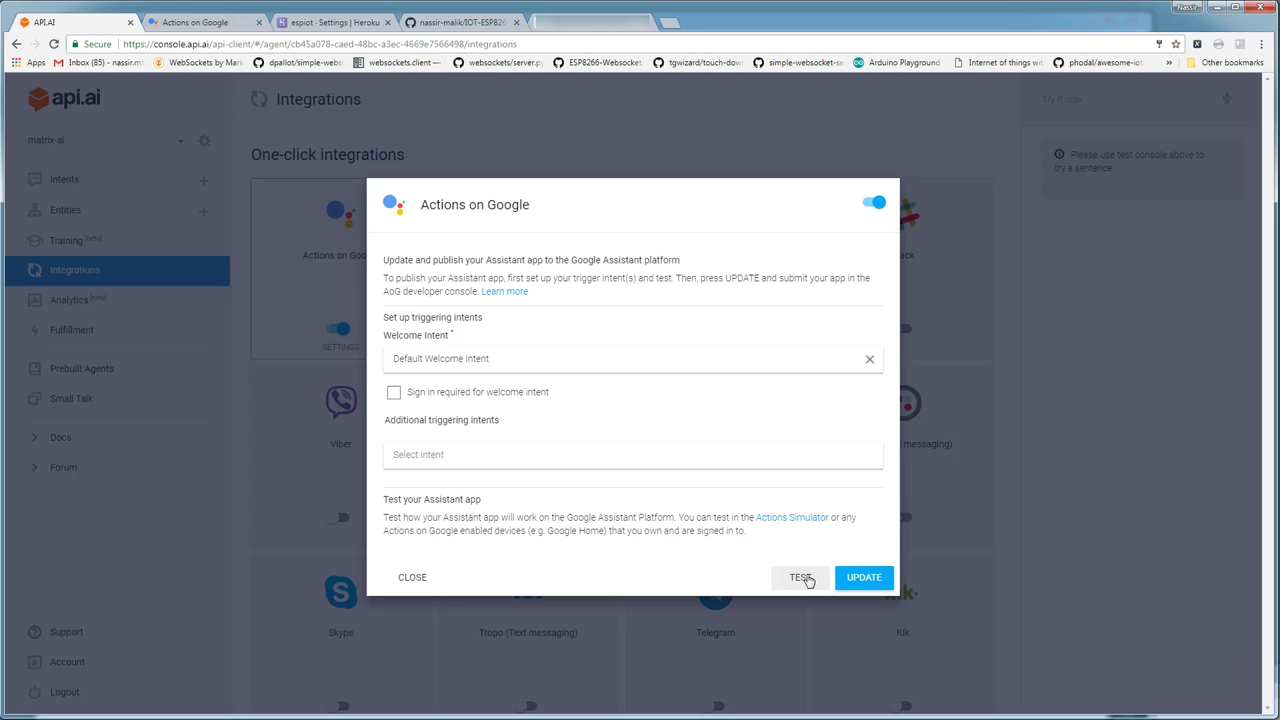 Nassir
API.AI
Actions on Google
espiot · Settings | Heroku
nassir-malik/IOT-ESP826
Secure
https://console.api.ai/api-client/#/agent/cb45a078-caed-48bc-a3ec-4669e7566498/integrations
Apps
Inbox (85) - nassir.m
WebSockets by Mark
dpallot/simple-webs
websockets.client —
websockets/server.py
ESP8266-Websocket
tgwizard/touch-dow
simple-websocket-se
Arduino Playground
Internet of things wi
phodal/awesome-iot
»
Other bookmarks
api.ai
Integrations
Try it now
matrix-ai
One-click integrations
Please use test console above to
try a sentence.
Intents
Entities
Training [beta]
Integrations
Analytics [new]
Fulfillment
Prebuilt Agents
Small Talk
Docs
Forum
Support
Account
Logout
Actions on Goo
ack
SETTINGS
Viber
messaging)
Skype
Tropo (Text messaging)
Telegram
Kik
Actions on Google
Update and publish your Assistant app to the Google Assistant platform
To publish your Assistant app, first set up your trigger intent(s) and test. Then, press UPDATE and submit your app in the
AoG developer console. Learn more
Set up triggering intents
Welcome Intent *
Default Welcome Intent
Sign in required for welcome intent
Additional triggering intents
Select intent
Test your Assistant app
Test how your Assistant app will work on the Google Assistant Platform. You can test in the Actions Simulator or any
Actions on Google enabled devices (e.g. Google Home) that you own and are signed in to.
CLOSE
TEST
UPDATE